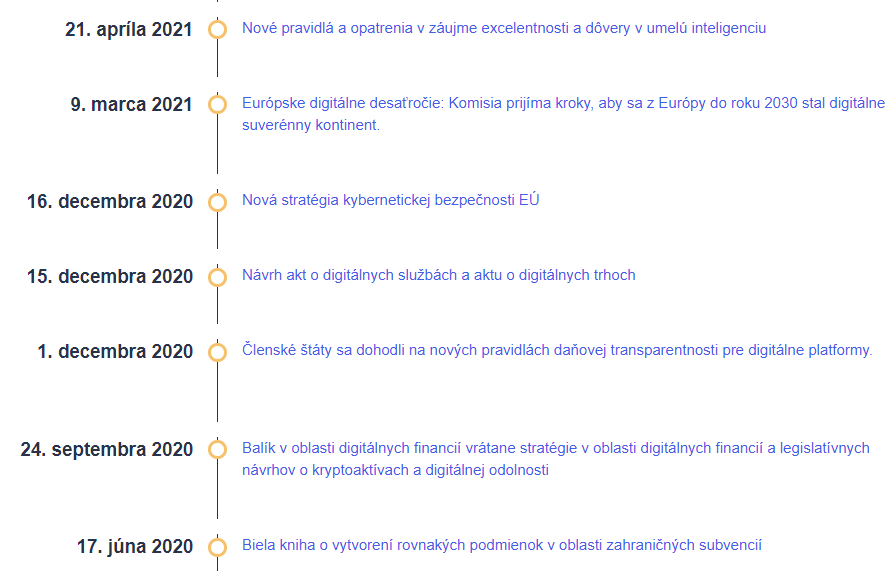 21. apríla 2021 Nové pravidlá a opatrenia v záujme excelentnosti a dôvery v umelú inteligenciu
9. marca 2021 Európske digitálne desaťročie: Komisia prijíma kroky, aby sa z Európy do roku 2030 stal digitálne
suverénny kontinent.
16. decembra 2020 Nová stratégia kybernetickej bezpečnosti EÚ
15. decembra 2020 Návrh akt o digitálnych službách a aktu o digitálnych trhoch
1. decembra 2020 Členské štáty sa dohodli na nových pravidlách daňovej transparentnosti pre digitálne platformy.
24. septembra 2020 Balík v oblasti digitálnych financií vrátane stratégie v oblasti digitálnych financií a legislatívnych
návrhov o kryptoaktívach a digitálnej odolnosti
17. júna 2020 Biela kniha o vytvorení rovnakých podmienok v oblasti zahraničných subvencií